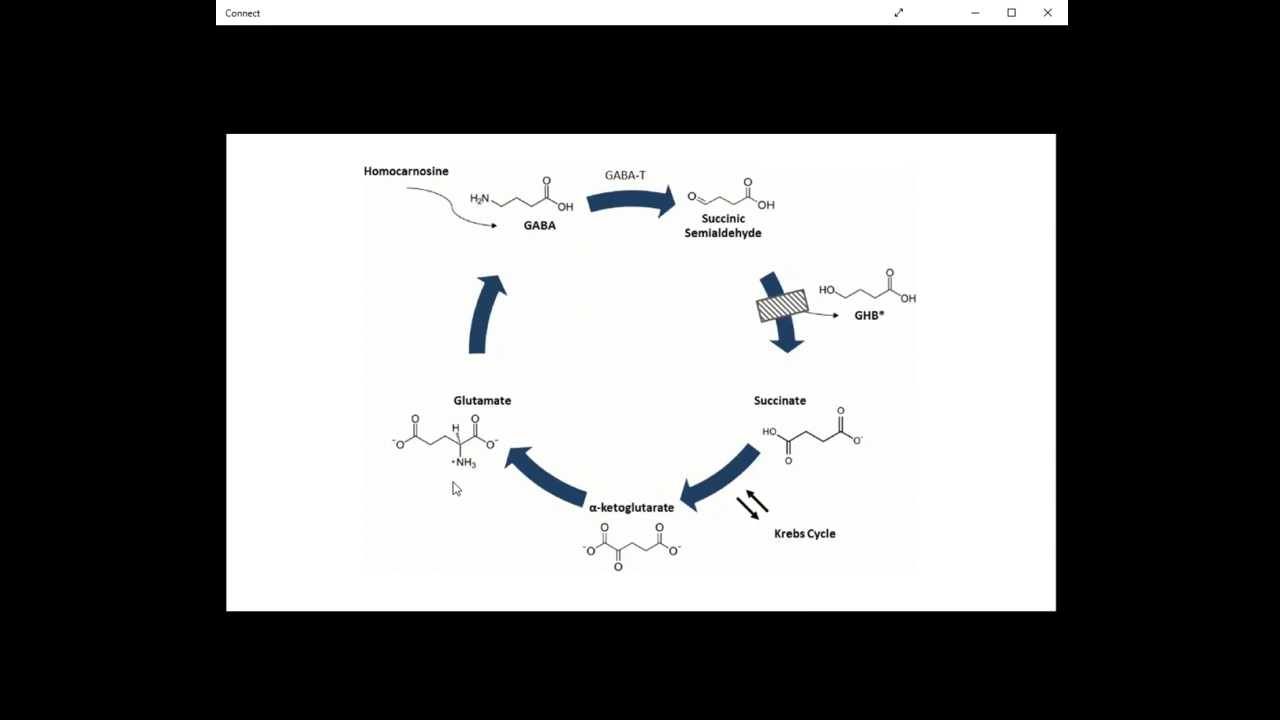 Connect
Homocarnosine
GABA-T
H₂N
O
OH
GABA
O
O
OH
Succinic
Semialdehyde
HO
O
OH
GHB*
Glutamate
O
H
O
⁻O
O⁻
•NH₃
Succinate
O
HO
O⁻
O
α-ketoglutarate
O
O
⁻O
O⁻
O
Krebs Cycle